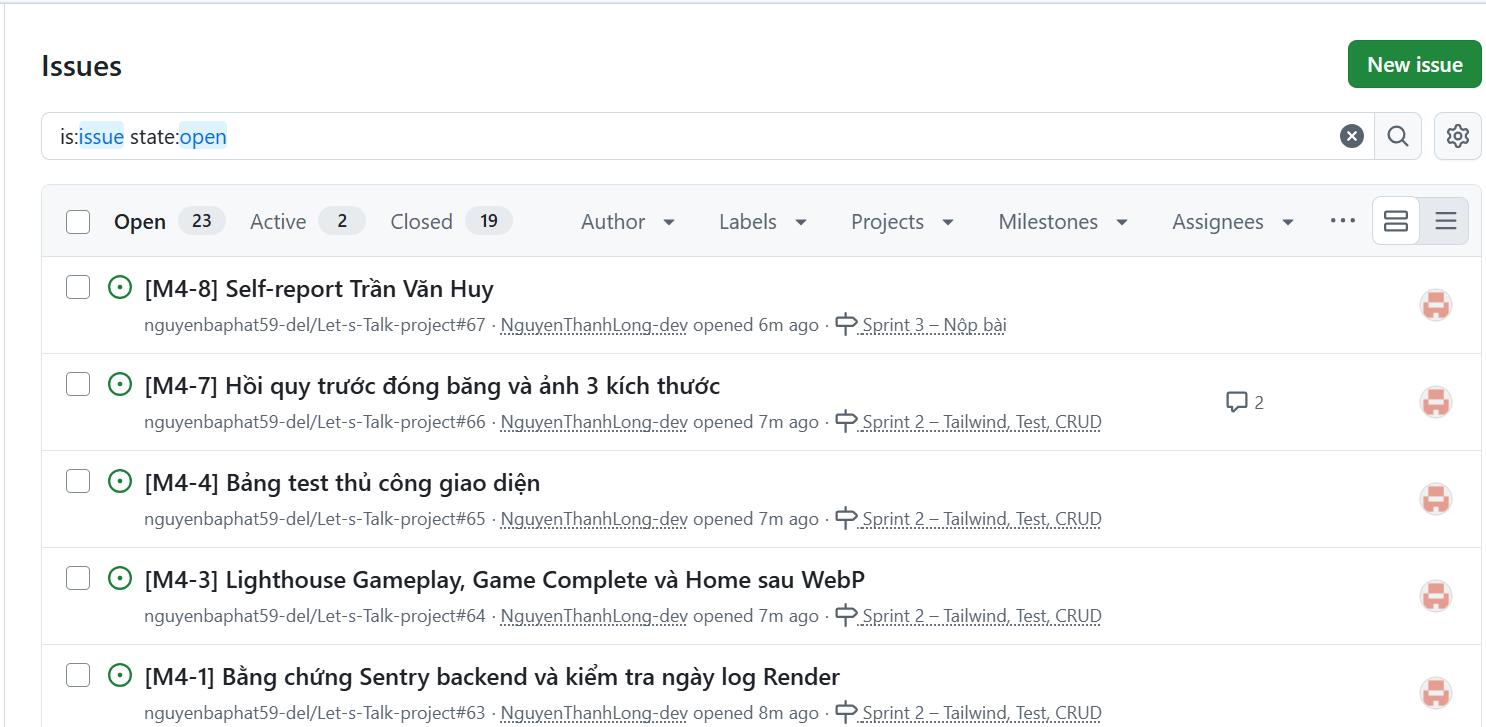 Issues
New issue
is:issue state:open
Open 23 Active 2 Closed 19 Author Labels Projects Milestones Assignees
[M4-8] Self-report Trần Văn Huy
nguyenbaphat59-del/Let-s-Talk-project#67 · NguyenThanhLong-dev opened 6m ago · Sprint 3 – Nộp bài
[M4-7] Hồi quy trước đóng băng và ảnh 3 kích thước
nguyenbaphat59-del/Let-s-Talk-project#66 · NguyenThanhLong-dev opened 7m ago · Sprint 2 – Tailwind, Test, CRUD
2
[M4-4] Bảng test thủ công giao diện
nguyenbaphat59-del/Let-s-Talk-project#65 · NguyenThanhLong-dev opened 7m ago · Sprint 2 – Tailwind, Test, CRUD
[M4-3] Lighthouse Gameplay, Game Complete và Home sau WebP
nguyenbaphat59-del/Let-s-Talk-project#64 · NguyenThanhLong-dev opened 7m ago · Sprint 2 – Tailwind, Test, CRUD
[M4-1] Bằng chứng Sentry backend và kiểm tra ngày log Render
nguyenbaphat59-del/Let-s-Talk-project#63 · NguyenThanhLong-dev opened 8m ago · Sprint 2 – Tailwind, Test, CRUD